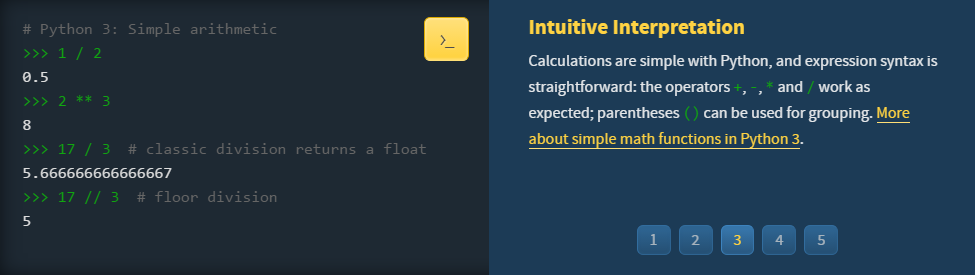 # Python 3: Simple arithmetic
>>> 1 / 2
0.5
>>> 2 ** 3
8
>>> 17 / 3  # classic division returns a float
5.666666666666667
>>> 17 // 3  # floor division
5
>_
Intuitive Interpretation
Calculations are simple with Python, and expression syntax is
straightforward: the operators +, -, * and / work as
expected; parentheses () can be used for grouping. More
about simple math functions in Python 3.
1 2 3 4 5